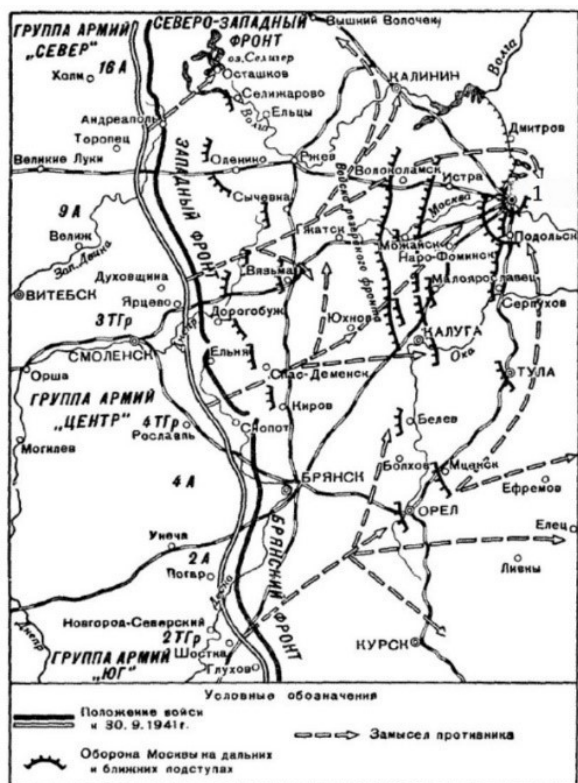 ГРУППА АРМИЙ
„СЕВЕР"
16 А
Холм
СЕВЕРО-ЗАПАДНЫЙ
ФРОНТ
оз. Селигер
Осташков
Селижарово
Ельцы
Волга
Вышний Волочек
КАЛИНИН
Волга
Дмитров
Андреаполь
Торопец
ЗАПАДНЫЙ ФРОНТ
Великие Луки
Оленино
Ржев
Сычевка
Волоколамск
Истра
Москва
1
Войска резервного фронта
9 А
Велиж
Зап. Двина
ВИТЕБСК
Духовщина
Ярцево
Гжатск
Вязьма
Можайск
Наро-Фоминск
Подольск
Малоярославец
Серпухов
3 ТГр
СМОЛЕНСК
Днепр
Дорогобуж
Юхнов
КАЛУГА
Ока
Орша
Ельня
Спас-Деменск
ТУЛА
ГРУППА АРМИЙ
„ЦЕНТР"
4 ТГр
Рославль
Киров
Снопот
Белев
Могилев
4 А
Болхов
Мценск
БРЯНСК
Ефремов
ОРЕЛ
Елец
Унеча
2 А
Погар
БРЯНСКИЙ ФРОНТ
Ливны
Днепр
Новгород-Северский
2 ТГр
Шостка
ГРУППА АРМИЙ
„ЮГ"
Глухов
КУРСК
Условные обозначения
Положение войск
к 30.9.1941г.
Замысел противника
Оборона Москвы на дальних
и ближних подступах